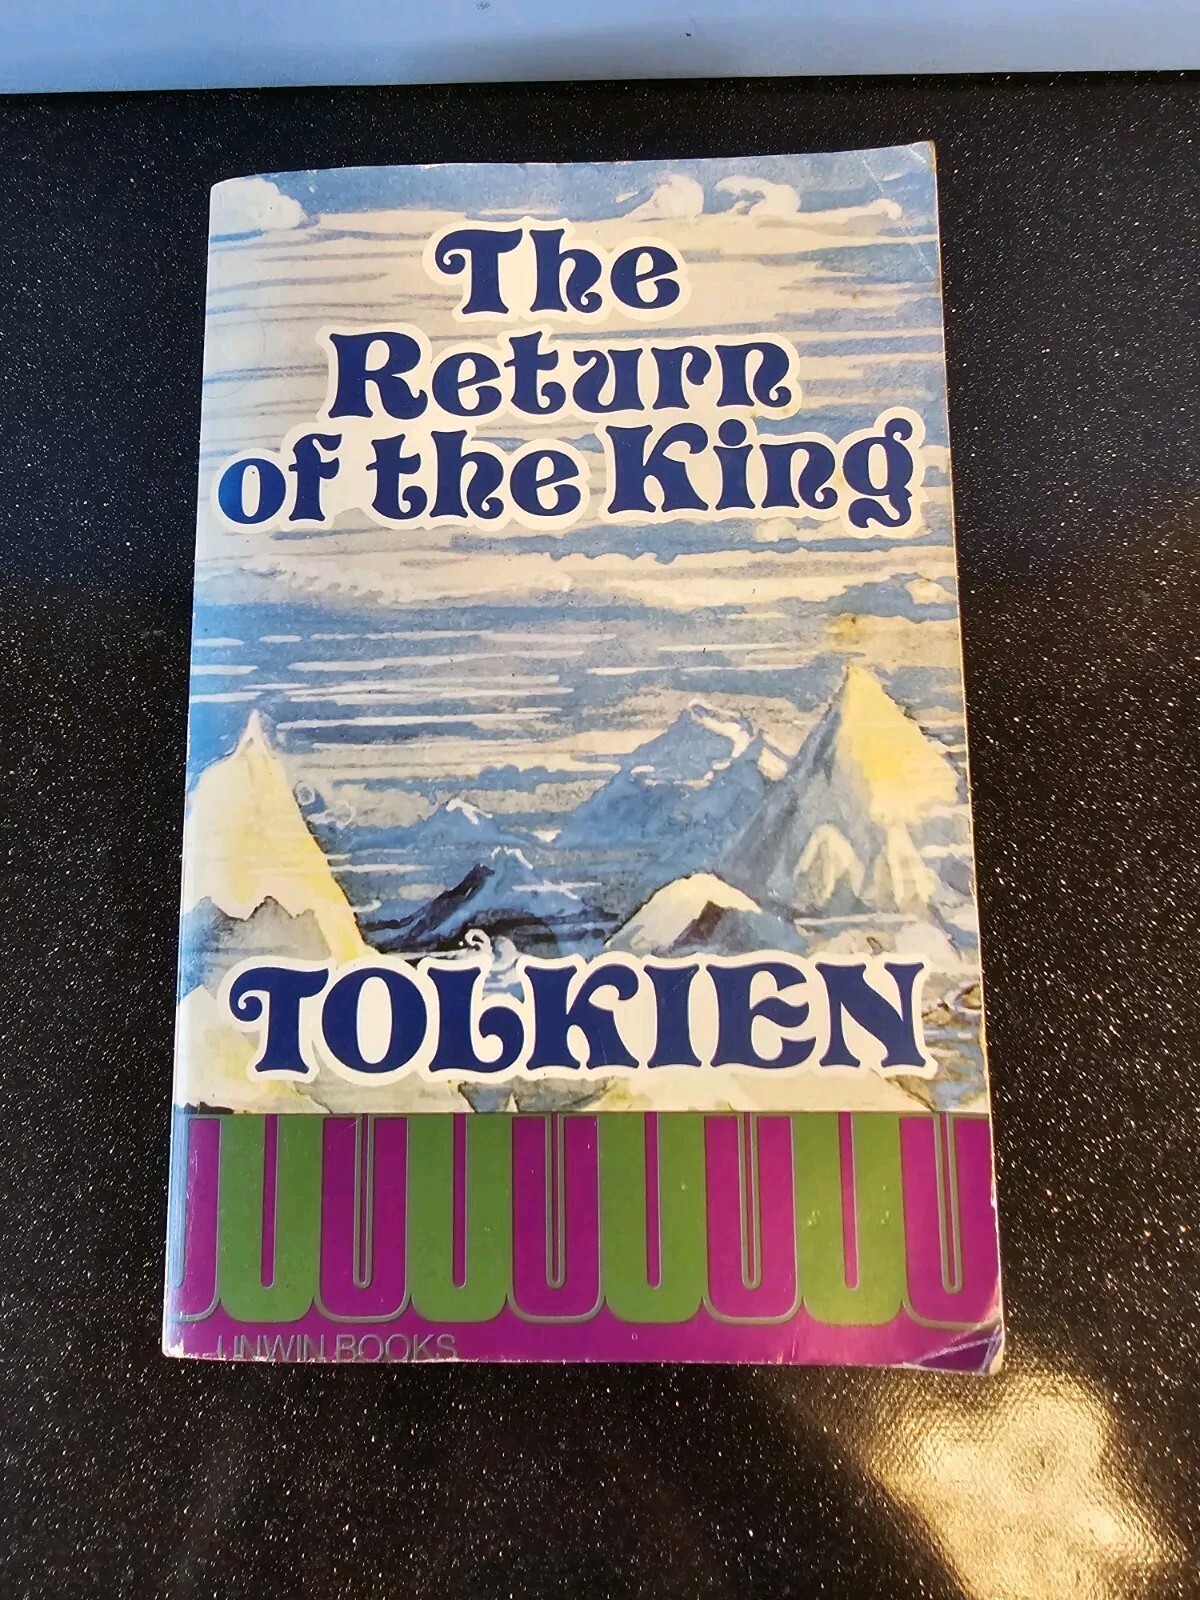 The
Return
of the King
TOLKIEN
UNWIN BOOKS